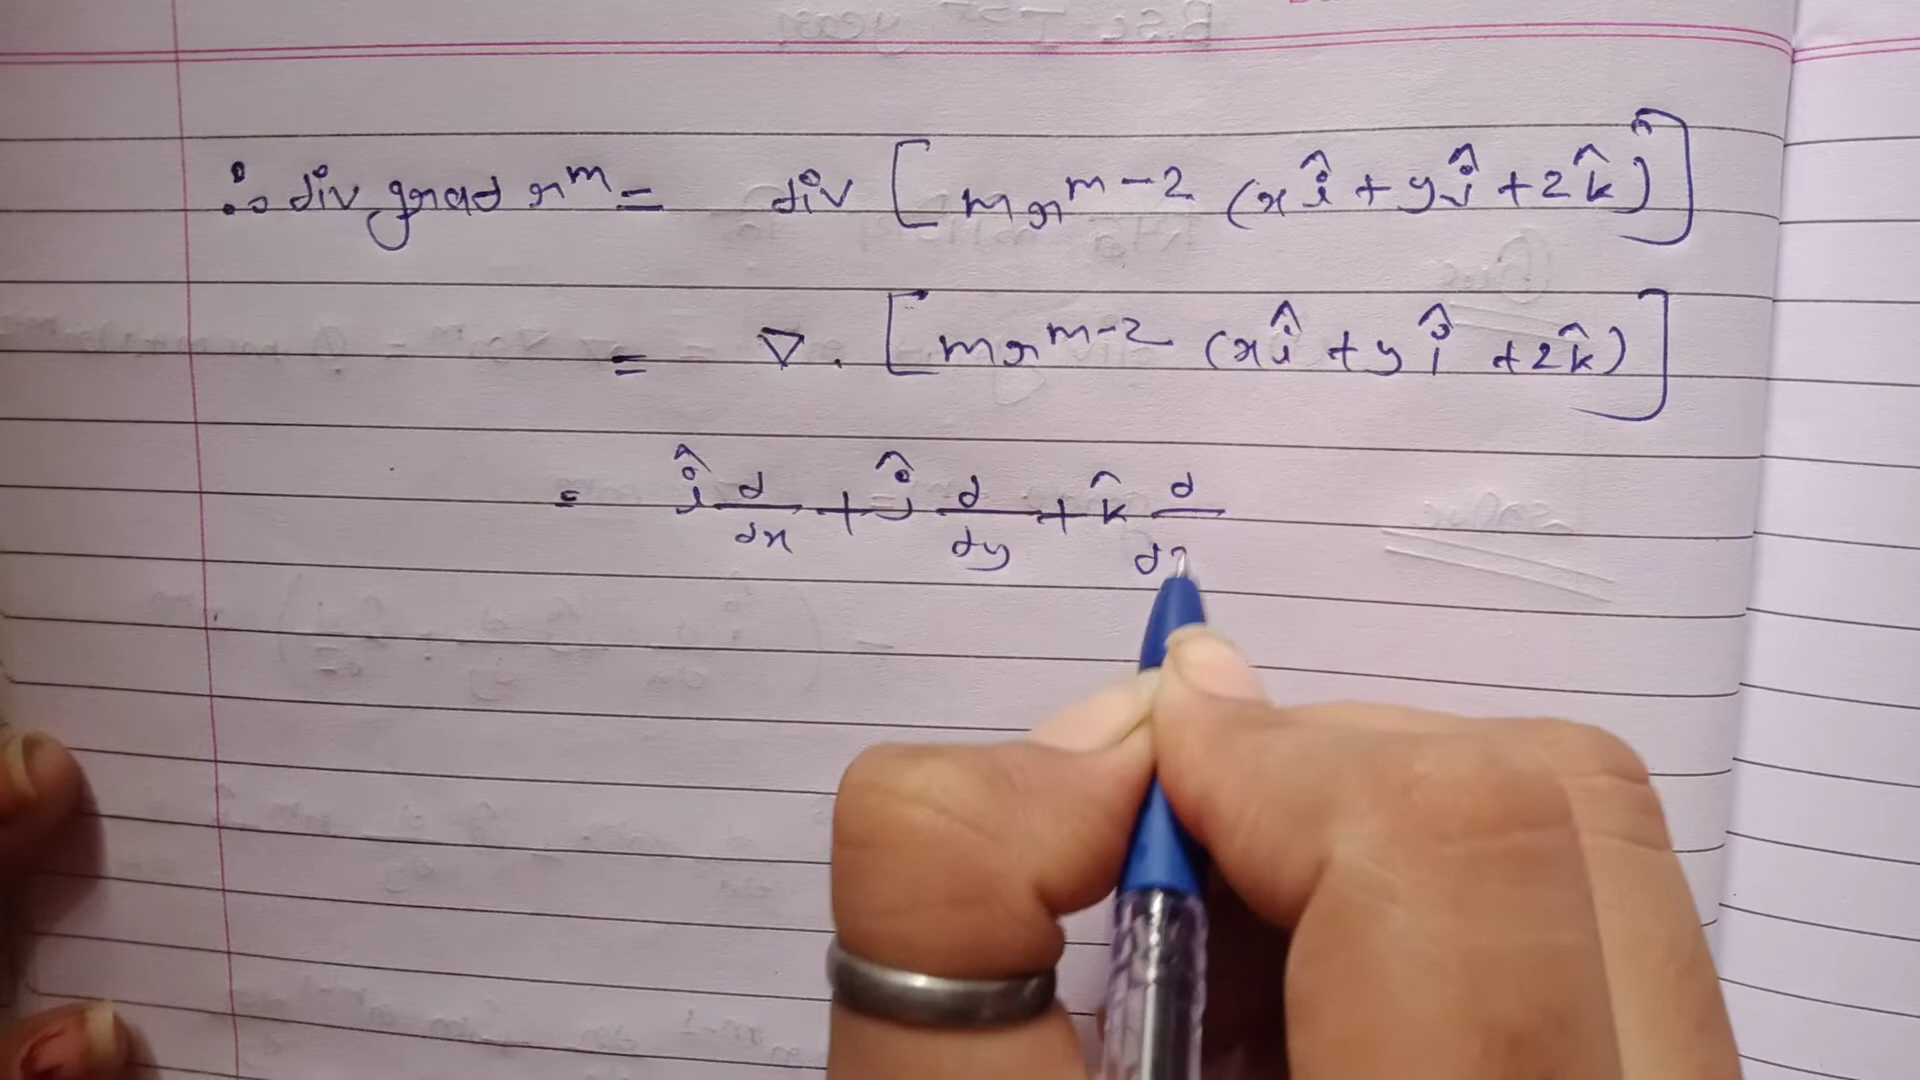 ∴ div grad r^m = div [ m r^{m-2} (x î + y ĵ + z k̂) ]
= ∇ . [ m r^{m-2} (x î + y ĵ + z k̂) ]
= î d/dx + ĵ d/dy + k̂ d/dz